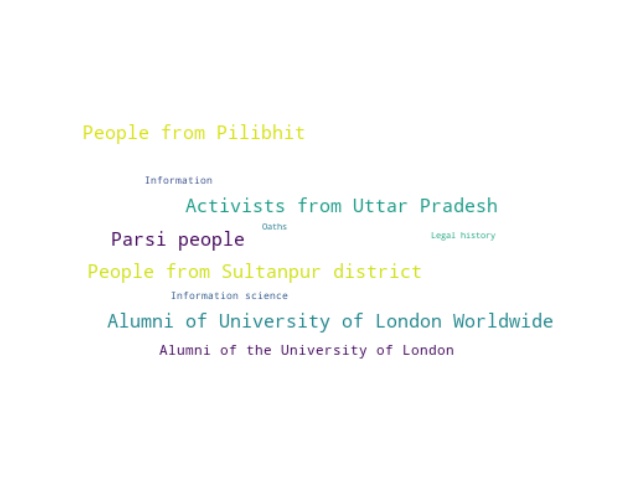 People from Pilibhit
Information
Activists from Uttar Pradesh
Oaths
Legal history
Parsi people
People from Sultanpur district
Information science
Alumni of University of London Worldwide
Alumni of the University of London